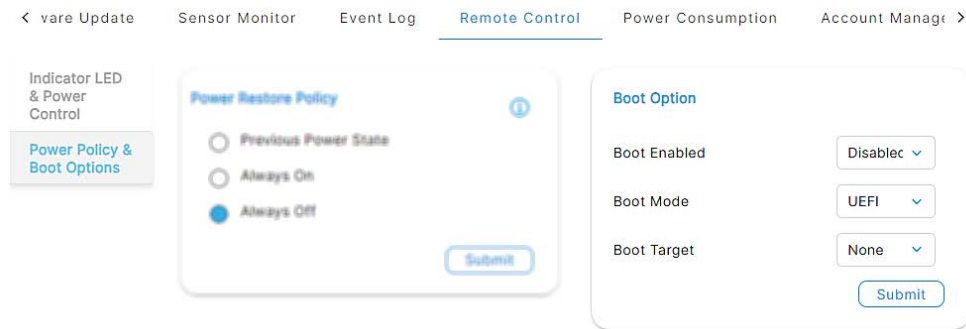 vare Update
Sensor Monitor
Event Log
Remote Control
Power Consumption
Account Manage
Indicator LED
& Power
Control
Power Policy &
Boot Options
Power Restore Policy
Previous Power State
Always On
Always Off
Submit
Boot Option
Boot Enabled
Disablec
Boot Mode
UEFI
Boot Target
None
Submit